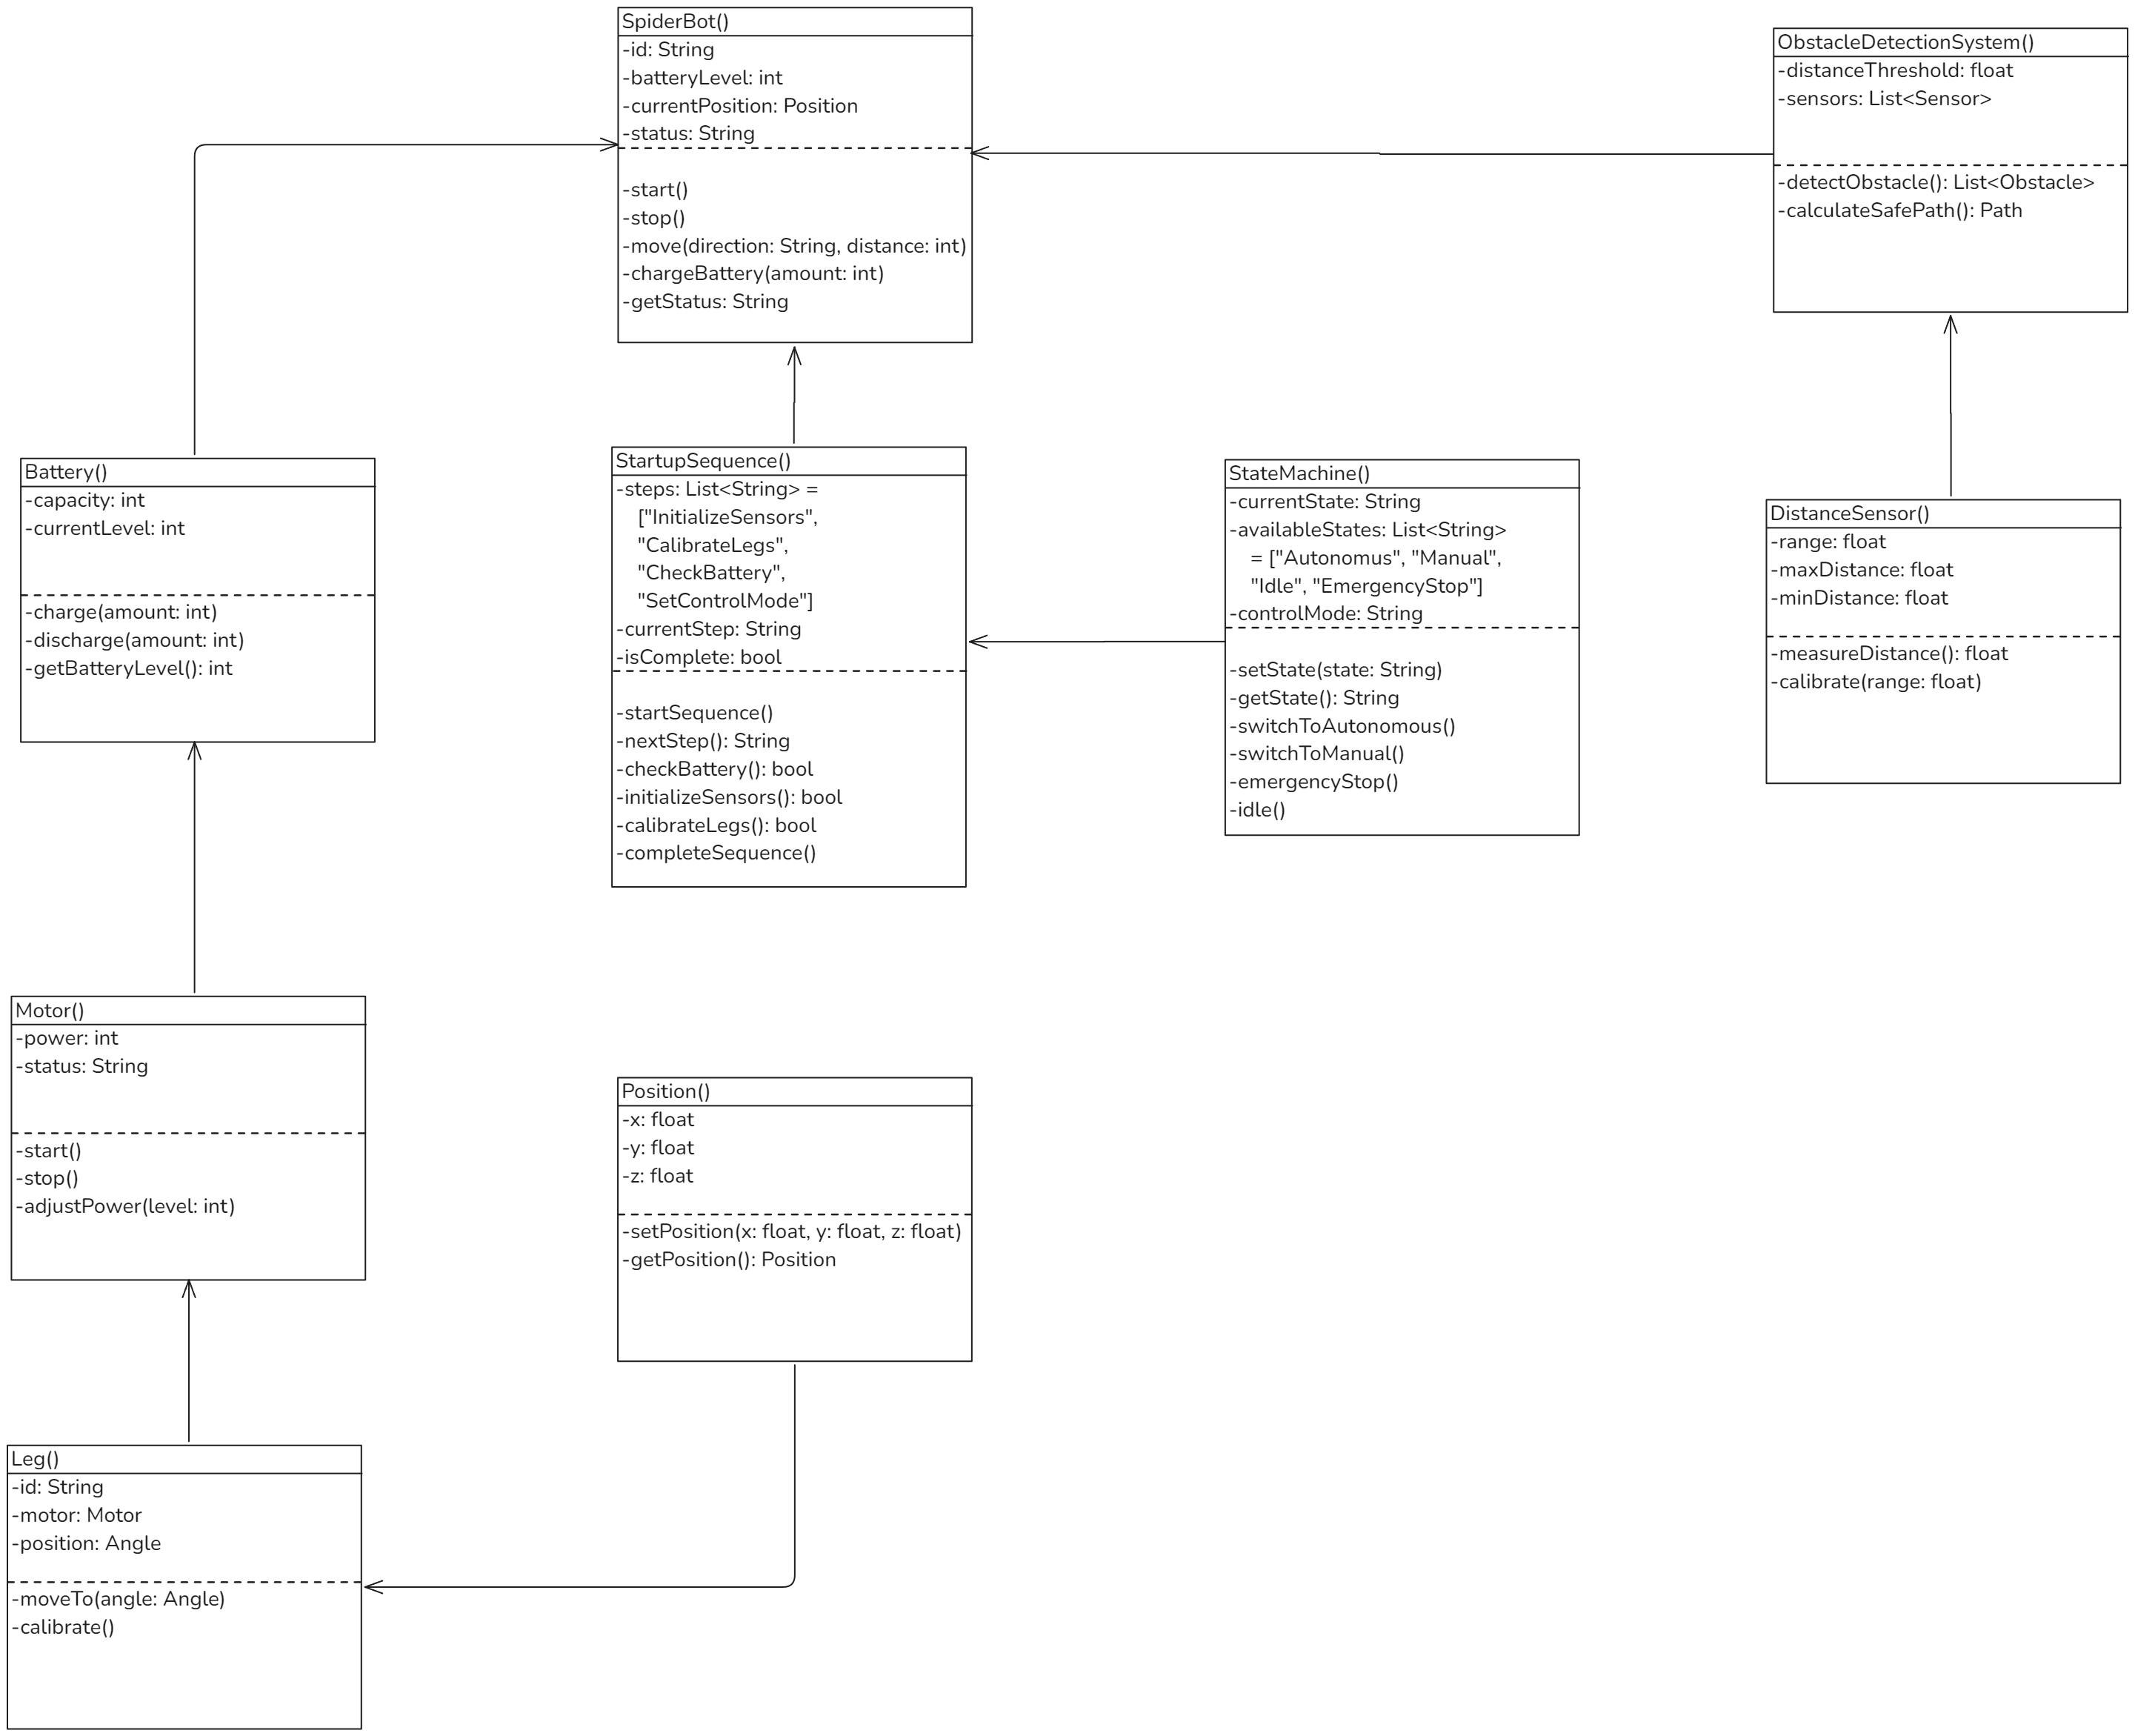 SpiderBot()
-id: String
-batteryLevel: int
-currentPosition: Position
-status: String
-start()
-stop()
-move(direction: String, distance: int)
-chargeBattery(amount: int)
-getStatus: String
ObstacleDetectionSystem()
-distanceThreshold: float
-sensors: List<Sensor>
-detectObstacle(): List<Obstacle>
-calculateSafePath(): Path
Battery()
-capacity: int
-currentLevel: int
-charge(amount: int)
-discharge(amount: int)
-getBatteryLevel(): int
StartupSequence()
-steps: List<String> =
["InitializeSensors",
"CalibrateLegs",
"CheckBattery",
"SetControlMode"]
-currentStep: String
-isComplete: bool
-startSequence()
-nextStep(): String
-checkBattery(): bool
-initializeSensors(): bool
-calibrateLegs(): bool
-completeSequence()
StateMachine()
-currentState: String
-availableStates: List<String>
= ["Autonomus", "Manual",
"Idle", "EmergencyStop"]
-controlMode: String
-setState(state: String)
-getState(): String
-switchToAutonomous()
-switchToManual()
-emergencyStop()
-idle()
DistanceSensor()
-range: float
-maxDistance: float
-minDistance: float
-measureDistance(): float
-calibrate(range: float)
Motor()
-power: int
-status: String
-start()
-stop()
-adjustPower(level: int)
Position()
-x: float
-y: float
-z: float
-setPosition(x: float, y: float, z: float)
-getPosition(): Position
Leg()
-id: String
-motor: Motor
-position: Angle
-moveTo(angle: Angle)
-calibrate()